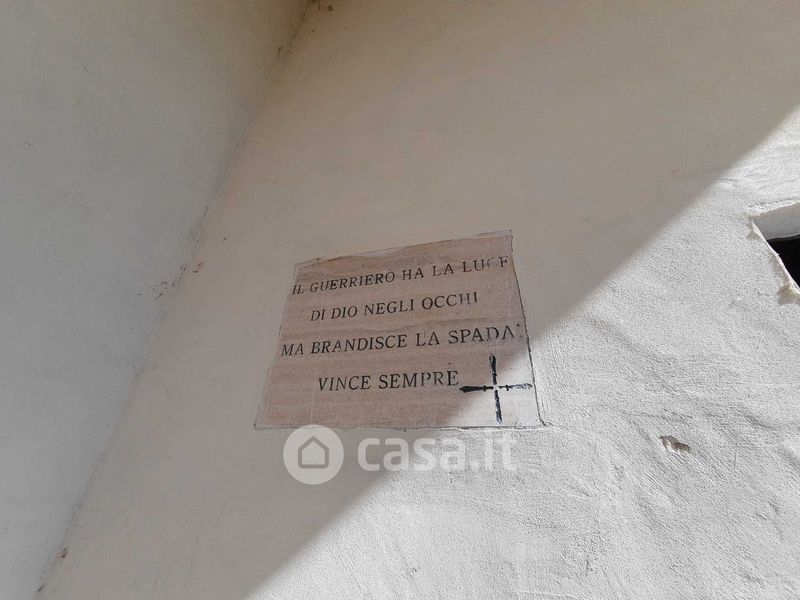 IL GUERRIERO HA LA LUCE
DI DIO NEGLI OCCHI
MA BRANDISCE LA SPADA
VINCE SEMPRE
casa.it